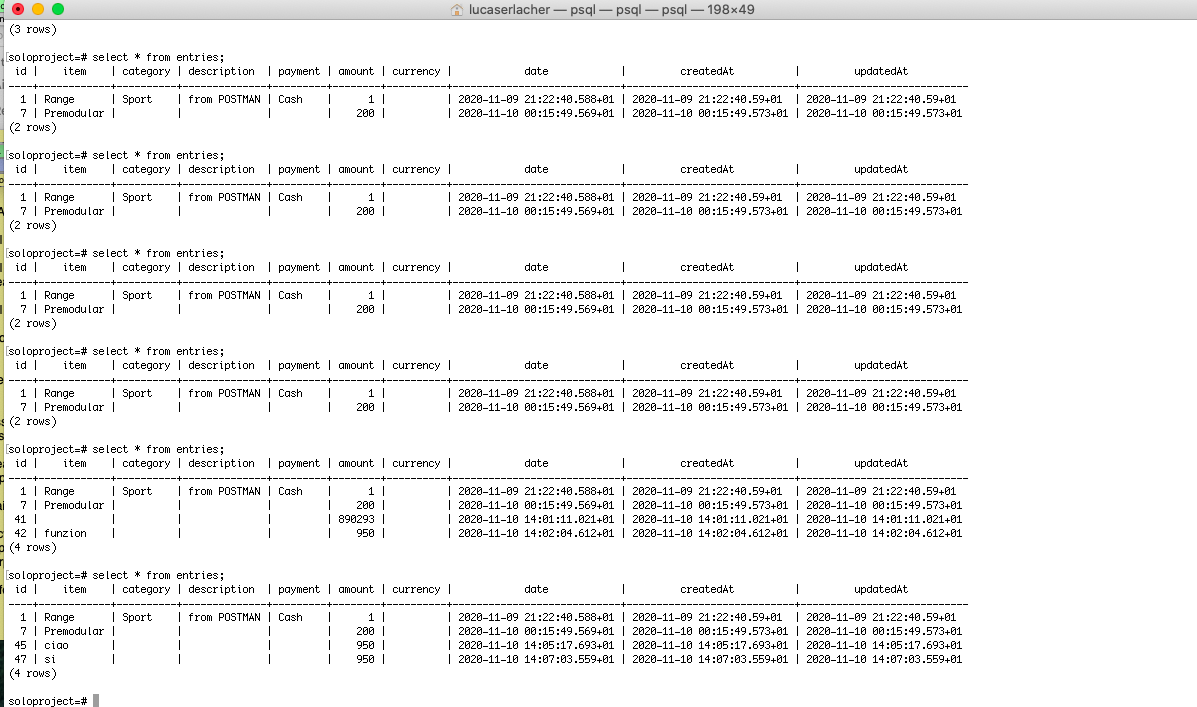 lucaserlacher — psql — psql — psql — 198×49
(3 rows)
[soloproject=# select * from entries;
 id |    item    | category | description  | payment | amount | currency |            date            |         createdAt          |         updatedAt
----+------------+----------+--------------+---------+--------+----------+----------------------------+----------------------------+----------------------------
  1 | Range      | Sport    | from POSTMAN | Cash    |      1 |          | 2020-11-09 21:22:40.588+01 | 2020-11-09 21:22:40.59+01  | 2020-11-09 21:22:40.59+01
  7 | Premodular |          |              |         |    200 |          | 2020-11-10 00:15:49.569+01 | 2020-11-10 00:15:49.573+01 | 2020-11-10 00:15:49.573+01
(2 rows)
[soloproject=# select * from entries;
 id |    item    | category | description  | payment | amount | currency |            date            |         createdAt          |         updatedAt
----+------------+----------+--------------+---------+--------+----------+----------------------------+----------------------------+----------------------------
  1 | Range      | Sport    | from POSTMAN | Cash    |      1 |          | 2020-11-09 21:22:40.588+01 | 2020-11-09 21:22:40.59+01  | 2020-11-09 21:22:40.59+01
  7 | Premodular |          |              |         |    200 |          | 2020-11-10 00:15:49.569+01 | 2020-11-10 00:15:49.573+01 | 2020-11-10 00:15:49.573+01
(2 rows)
[soloproject=# select * from entries;
 id |    item    | category | description  | payment | amount | currency |            date            |         createdAt          |         updatedAt
----+------------+----------+--------------+---------+--------+----------+----------------------------+----------------------------+----------------------------
  1 | Range      | Sport    | from POSTMAN | Cash    |      1 |          | 2020-11-09 21:22:40.588+01 | 2020-11-09 21:22:40.59+01  | 2020-11-09 21:22:40.59+01
  7 | Premodular |          |              |         |    200 |          | 2020-11-10 00:15:49.569+01 | 2020-11-10 00:15:49.573+01 | 2020-11-10 00:15:49.573+01
(2 rows)
[soloproject=# select * from entries;
 id |    item    | category | description  | payment | amount | currency |            date            |         createdAt          |         updatedAt
----+------------+----------+--------------+---------+--------+----------+----------------------------+----------------------------+----------------------------
  1 | Range      | Sport    | from POSTMAN | Cash    |      1 |          | 2020-11-09 21:22:40.588+01 | 2020-11-09 21:22:40.59+01  | 2020-11-09 21:22:40.59+01
  7 | Premodular |          |              |         |    200 |          | 2020-11-10 00:15:49.569+01 | 2020-11-10 00:15:49.573+01 | 2020-11-10 00:15:49.573+01
(2 rows)
[soloproject=# select * from entries;
 id |    item    | category | description  | payment | amount | currency |            date            |         createdAt          |         updatedAt
----+------------+----------+--------------+---------+--------+----------+----------------------------+----------------------------+----------------------------
  1 | Range      | Sport    | from POSTMAN | Cash    |      1 |          | 2020-11-09 21:22:40.588+01 | 2020-11-09 21:22:40.59+01  | 2020-11-09 21:22:40.59+01
  7 | Premodular |          |              |         |    200 |          | 2020-11-10 00:15:49.569+01 | 2020-11-10 00:15:49.573+01 | 2020-11-10 00:15:49.573+01
 41 |            |          |              |         | 890293 |          | 2020-11-10 14:01:11.021+01 | 2020-11-10 14:01:11.021+01 | 2020-11-10 14:01:11.021+01
 42 | funzion    |          |              |         |    950 |          | 2020-11-10 14:02:04.612+01 | 2020-11-10 14:02:04.612+01 | 2020-11-10 14:02:04.612+01
(4 rows)
[soloproject=# select * from entries;
 id |    item    | category | description  | payment | amount | currency |            date            |         createdAt          |         updatedAt
----+------------+----------+--------------+---------+--------+----------+----------------------------+----------------------------+----------------------------
  1 | Range      | Sport    | from POSTMAN | Cash    |      1 |          | 2020-11-09 21:22:40.588+01 | 2020-11-09 21:22:40.59+01  | 2020-11-09 21:22:40.59+01
  7 | Premodular |          |              |         |    200 |          | 2020-11-10 00:15:49.569+01 | 2020-11-10 00:15:49.573+01 | 2020-11-10 00:15:49.573+01
 45 | ciao       |          |              |         |    950 |          | 2020-11-10 14:05:17.693+01 | 2020-11-10 14:05:17.693+01 | 2020-11-10 14:05:17.693+01
 47 | si         |          |              |         |    950 |          | 2020-11-10 14:07:03.559+01 | 2020-11-10 14:07:03.559+01 | 2020-11-10 14:07:03.559+01
(4 rows)
soloproject=#